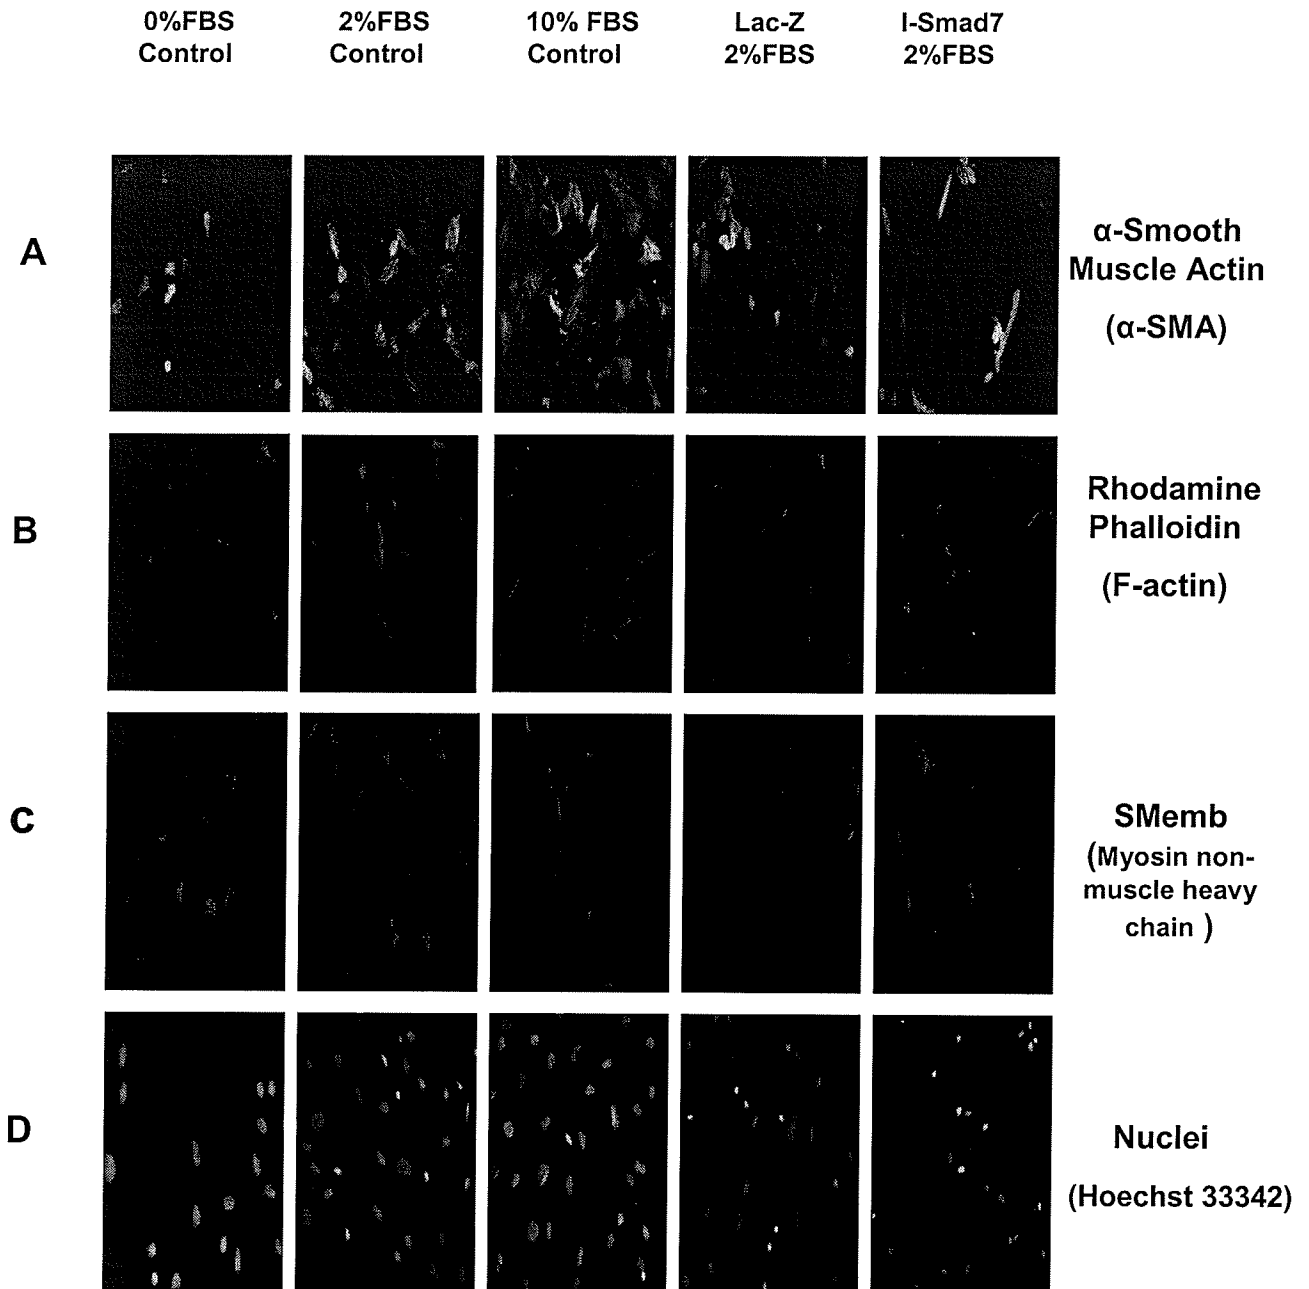 0%FBS
Control
2%FBS
Control
10% FBS
Control
Lac-Z
2%FBS
I-Smad7
2%FBS
A
α-Smooth
Muscle Actin
(α-SMA)
B
Rhodamine
Phalloidin
(F-actin)
C
SMemb
(Myosin non-
muscle heavy
chain )
D
Nuclei
(Hoechst 33342)